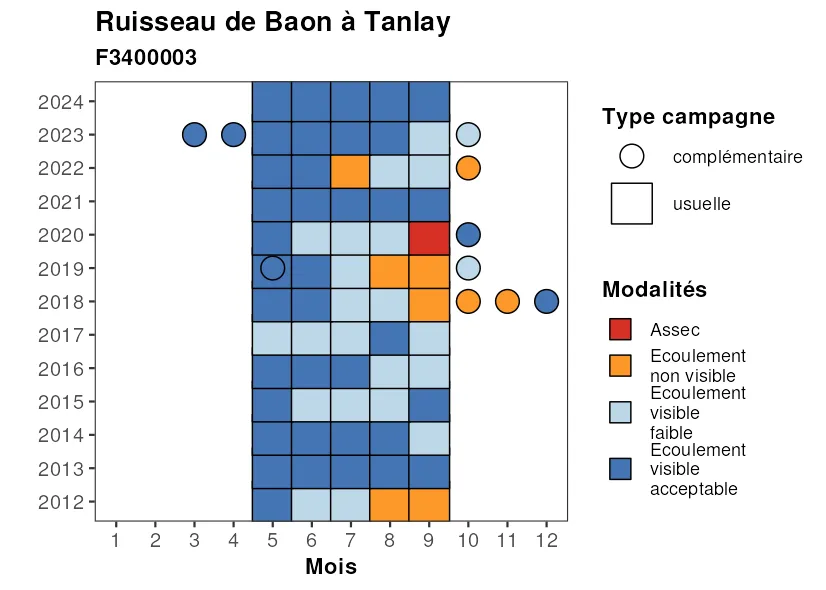 Ruisseau de Baon à Tanlay
F3400003
2024
2023
2022
2021
2020
2019
2018
2017
2016
2015
2014
2013
2012
1 2 3 4 5 6 7 8 9 10 11 12
Mois
Type campagne
complémentaire
usuelle
Modalités
Assec
Ecoulement
non visible
Ecoulement
visible
faible
Ecoulement
visible
acceptable